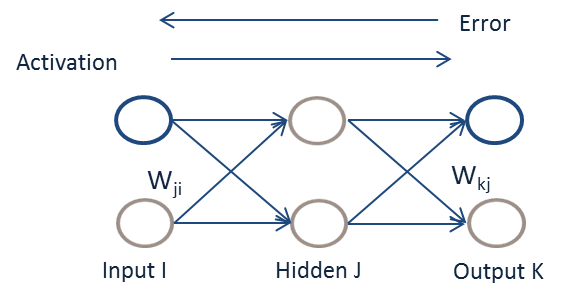 Error
Activation
Wji
Wkj
Input I
Hidden J
Output K